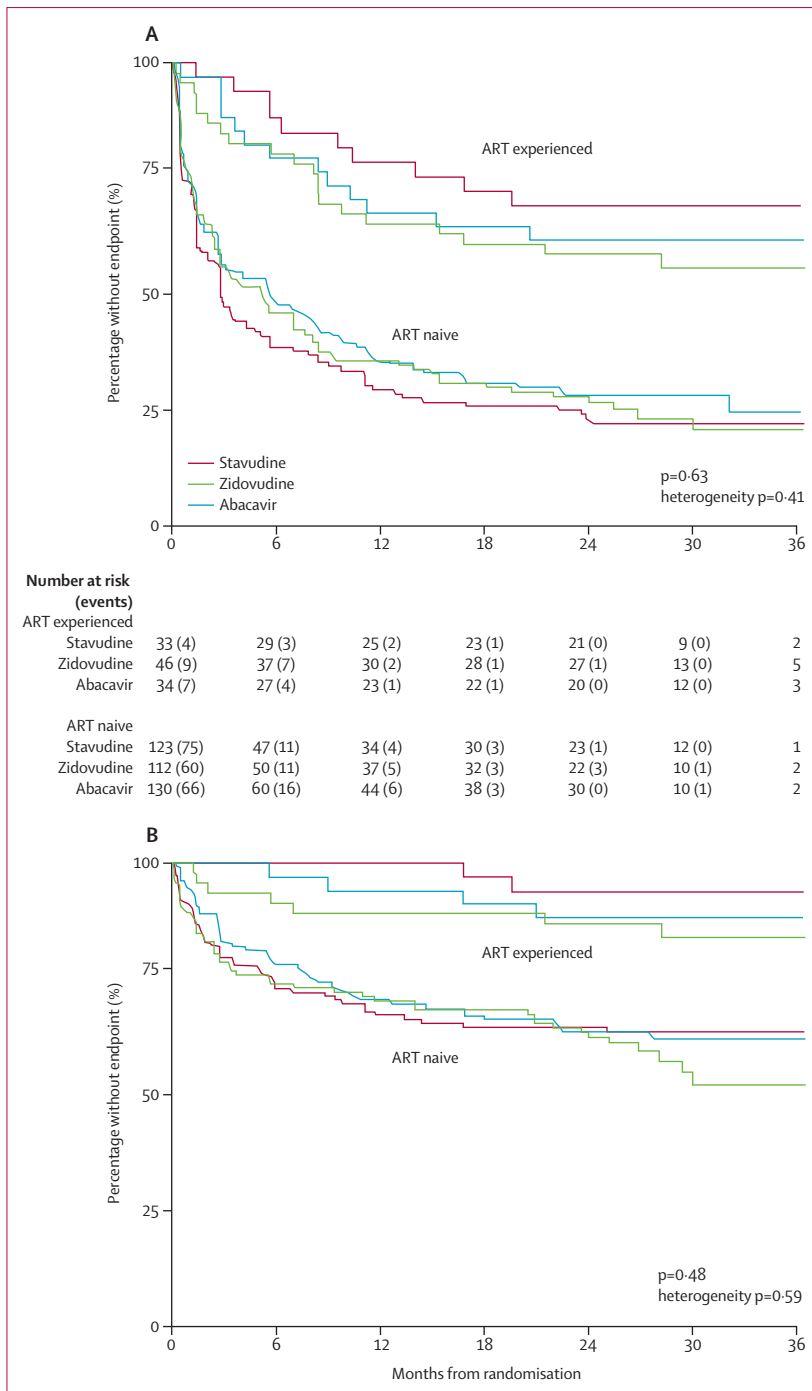 A
100
75
50
25
0
Percentage without endpoint (%)
ART experienced
ART naive
Stavudine
Zidovudine
Abacavir
p=0·63
heterogeneity p=0·41
0 6 12 18 24 30 36
Number at risk
(events)
ART experienced
Stavudine 33 (4) 29 (3) 25 (2) 23 (1) 21 (0) 9 (0) 2
Zidovudine 46 (9) 37 (7) 30 (2) 28 (1) 27 (1) 13 (0) 5
Abacavir 34 (7) 27 (4) 23 (1) 22 (1) 20 (0) 12 (0) 3
ART naive
Stavudine 123 (75) 47 (11) 34 (4) 30 (3) 23 (1) 12 (0) 1
Zidovudine 112 (60) 50 (11) 37 (5) 32 (3) 22 (3) 10 (1) 2
Abacavir 130 (66) 60 (16) 44 (6) 38 (3) 30 (0) 10 (1) 2
B
100
75
50
25
0
Percentage without endpoint (%)
ART experienced
ART naive
p=0·48
heterogeneity p=0·59
0 6 12 18 24 30 36
Months from randomisation